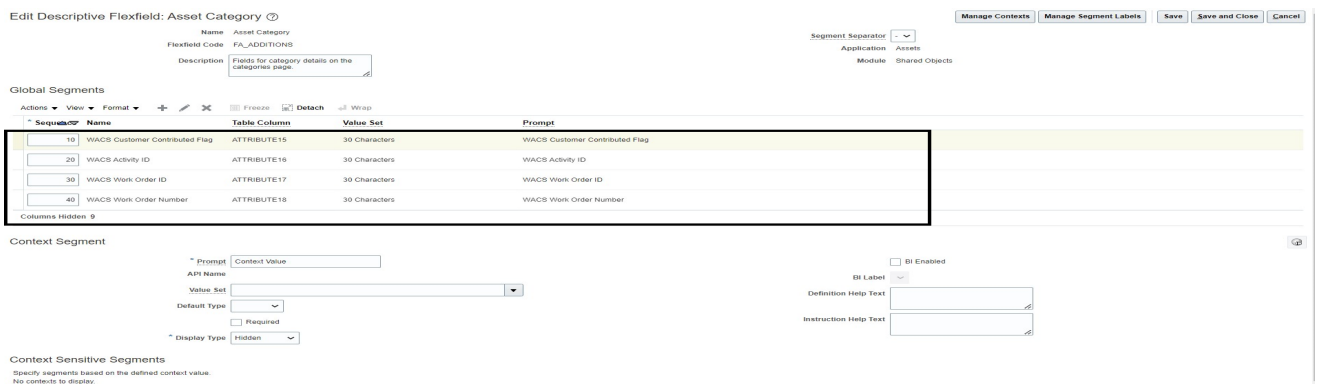 Edit Descriptive Flexfield: Asset Category
Manage Contexts Manage Segment Labels Save Save and Close Cancel
Name Asset Category
Segment Separator -
Flexfield Code FA_ADDITIONS
Application Assets
Description Fields for category details on the categories page.
Module Shared Objects
Global Segments
Actions View Format Freeze Detach Wrap
* Sequence Name Table Column Value Set Prompt
10 WACS Customer Contributed Flag ATTRIBUTE15 30 Characters WACS Customer Contributed Flag
20 WACS Activity ID ATTRIBUTE16 30 Characters WACS Activity ID
30 WACS Work Order ID ATTRIBUTE17 30 Characters WACS Work Order ID
40 WACS Work Order Number ATTRIBUTE18 30 Characters WACS Work Order Number
Columns Hidden 9
Context Segment
* Prompt Context Value
BI Enabled
API Name
BI Label
Value Set
Definition Help Text
Default Type
Required
Instruction Help Text
* Display Type Hidden
Context Sensitive Segments
Specify segments based on the defined context value.
No contexts to display.